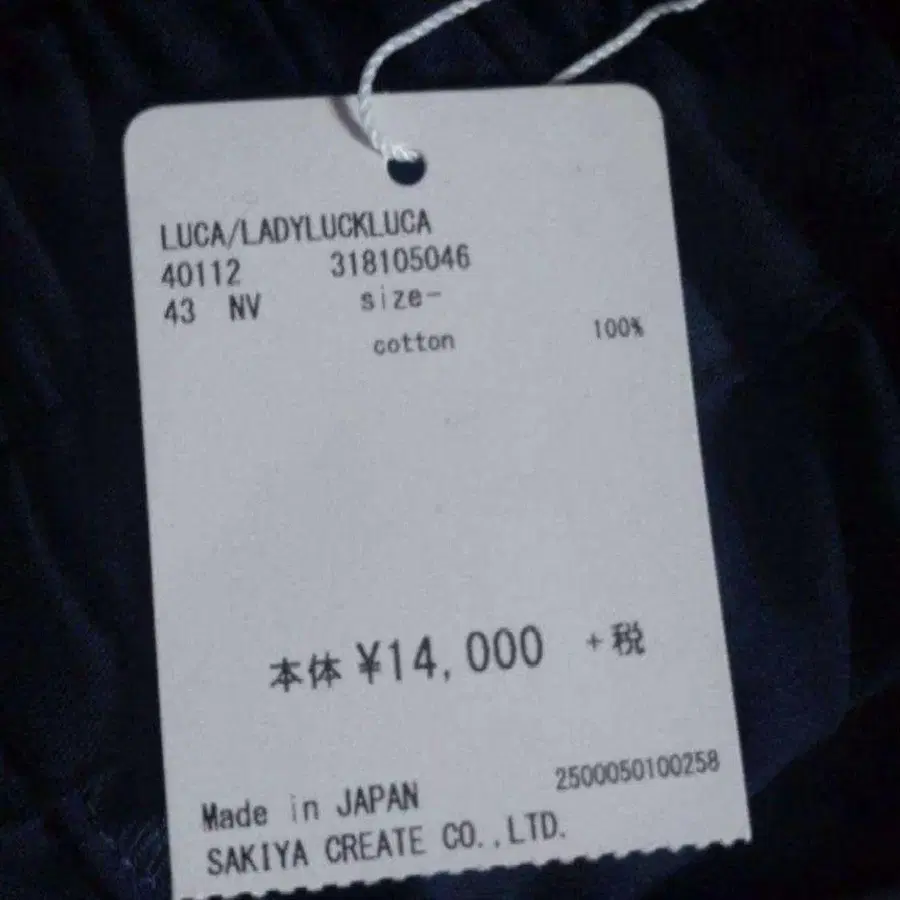 LUCA/LADYLUCKLUCA
40112 318105046
43 NV size-
cotton 100%
本体 ¥14,000 +税
2500050100258
Made in JAPAN
SAKIYA CREATE CO.,LTD.